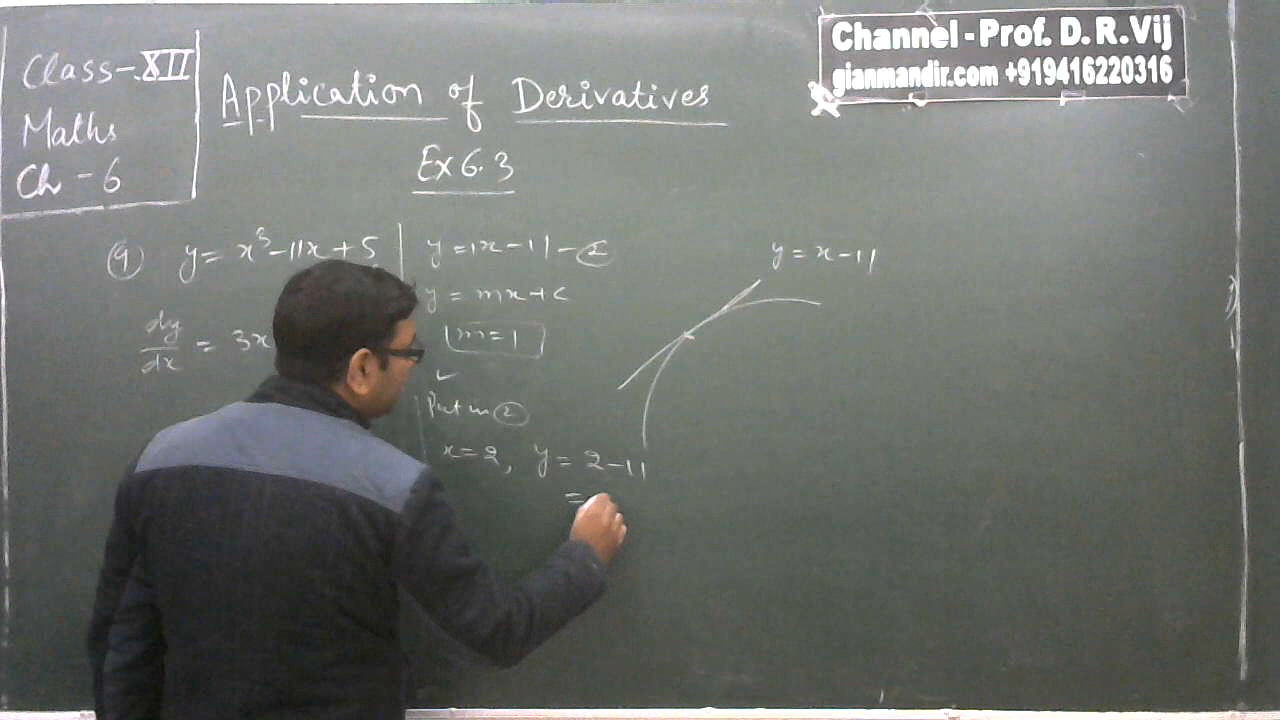 Channel - Prof. D. R. Vij
gianmandir.com +919416220316
Class - XII
Maths
Ch - 6
Application of Derivatives
Ex 6.3
9 y = x³ - 11x + 5
dy/dx = 3x
y = 1x - 11 - 2
y = mx + c
m = 1
✓
Put in 2
x = 2, y = 2 - 11
=
y = x - 11